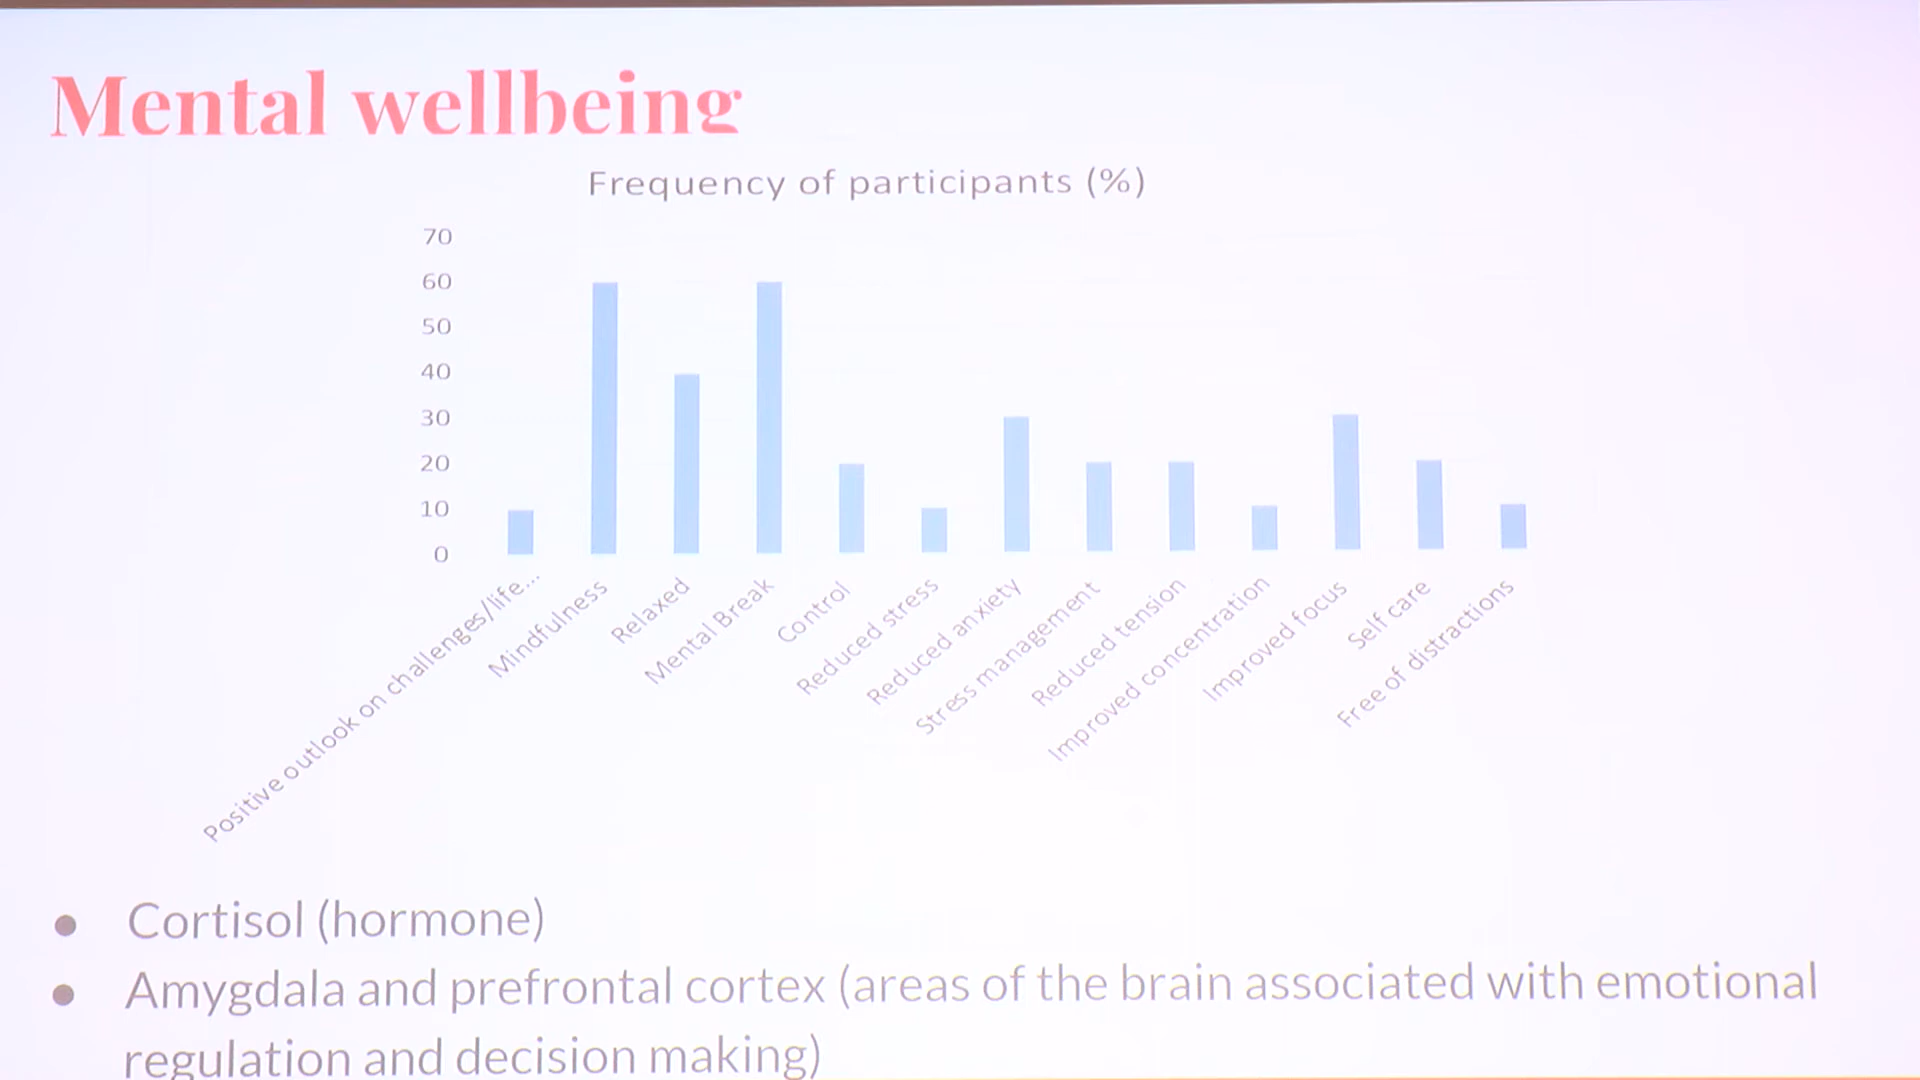 Mental wellbeing
Frequency of participants (%)
70
60
50
40
30
20
10
0
Positive outlook on challenges/life...
Mindfulness
Relaxed
Mental Break
Control
Reduced stress
Reduced anxiety
Stress management
Reduced tension
Improved concentration
Improved focus
Self care
Free of distractions
● Cortisol (hormone)
● Amygdala and prefrontal cortex (areas of the brain associated with emotional
regulation and decision making)